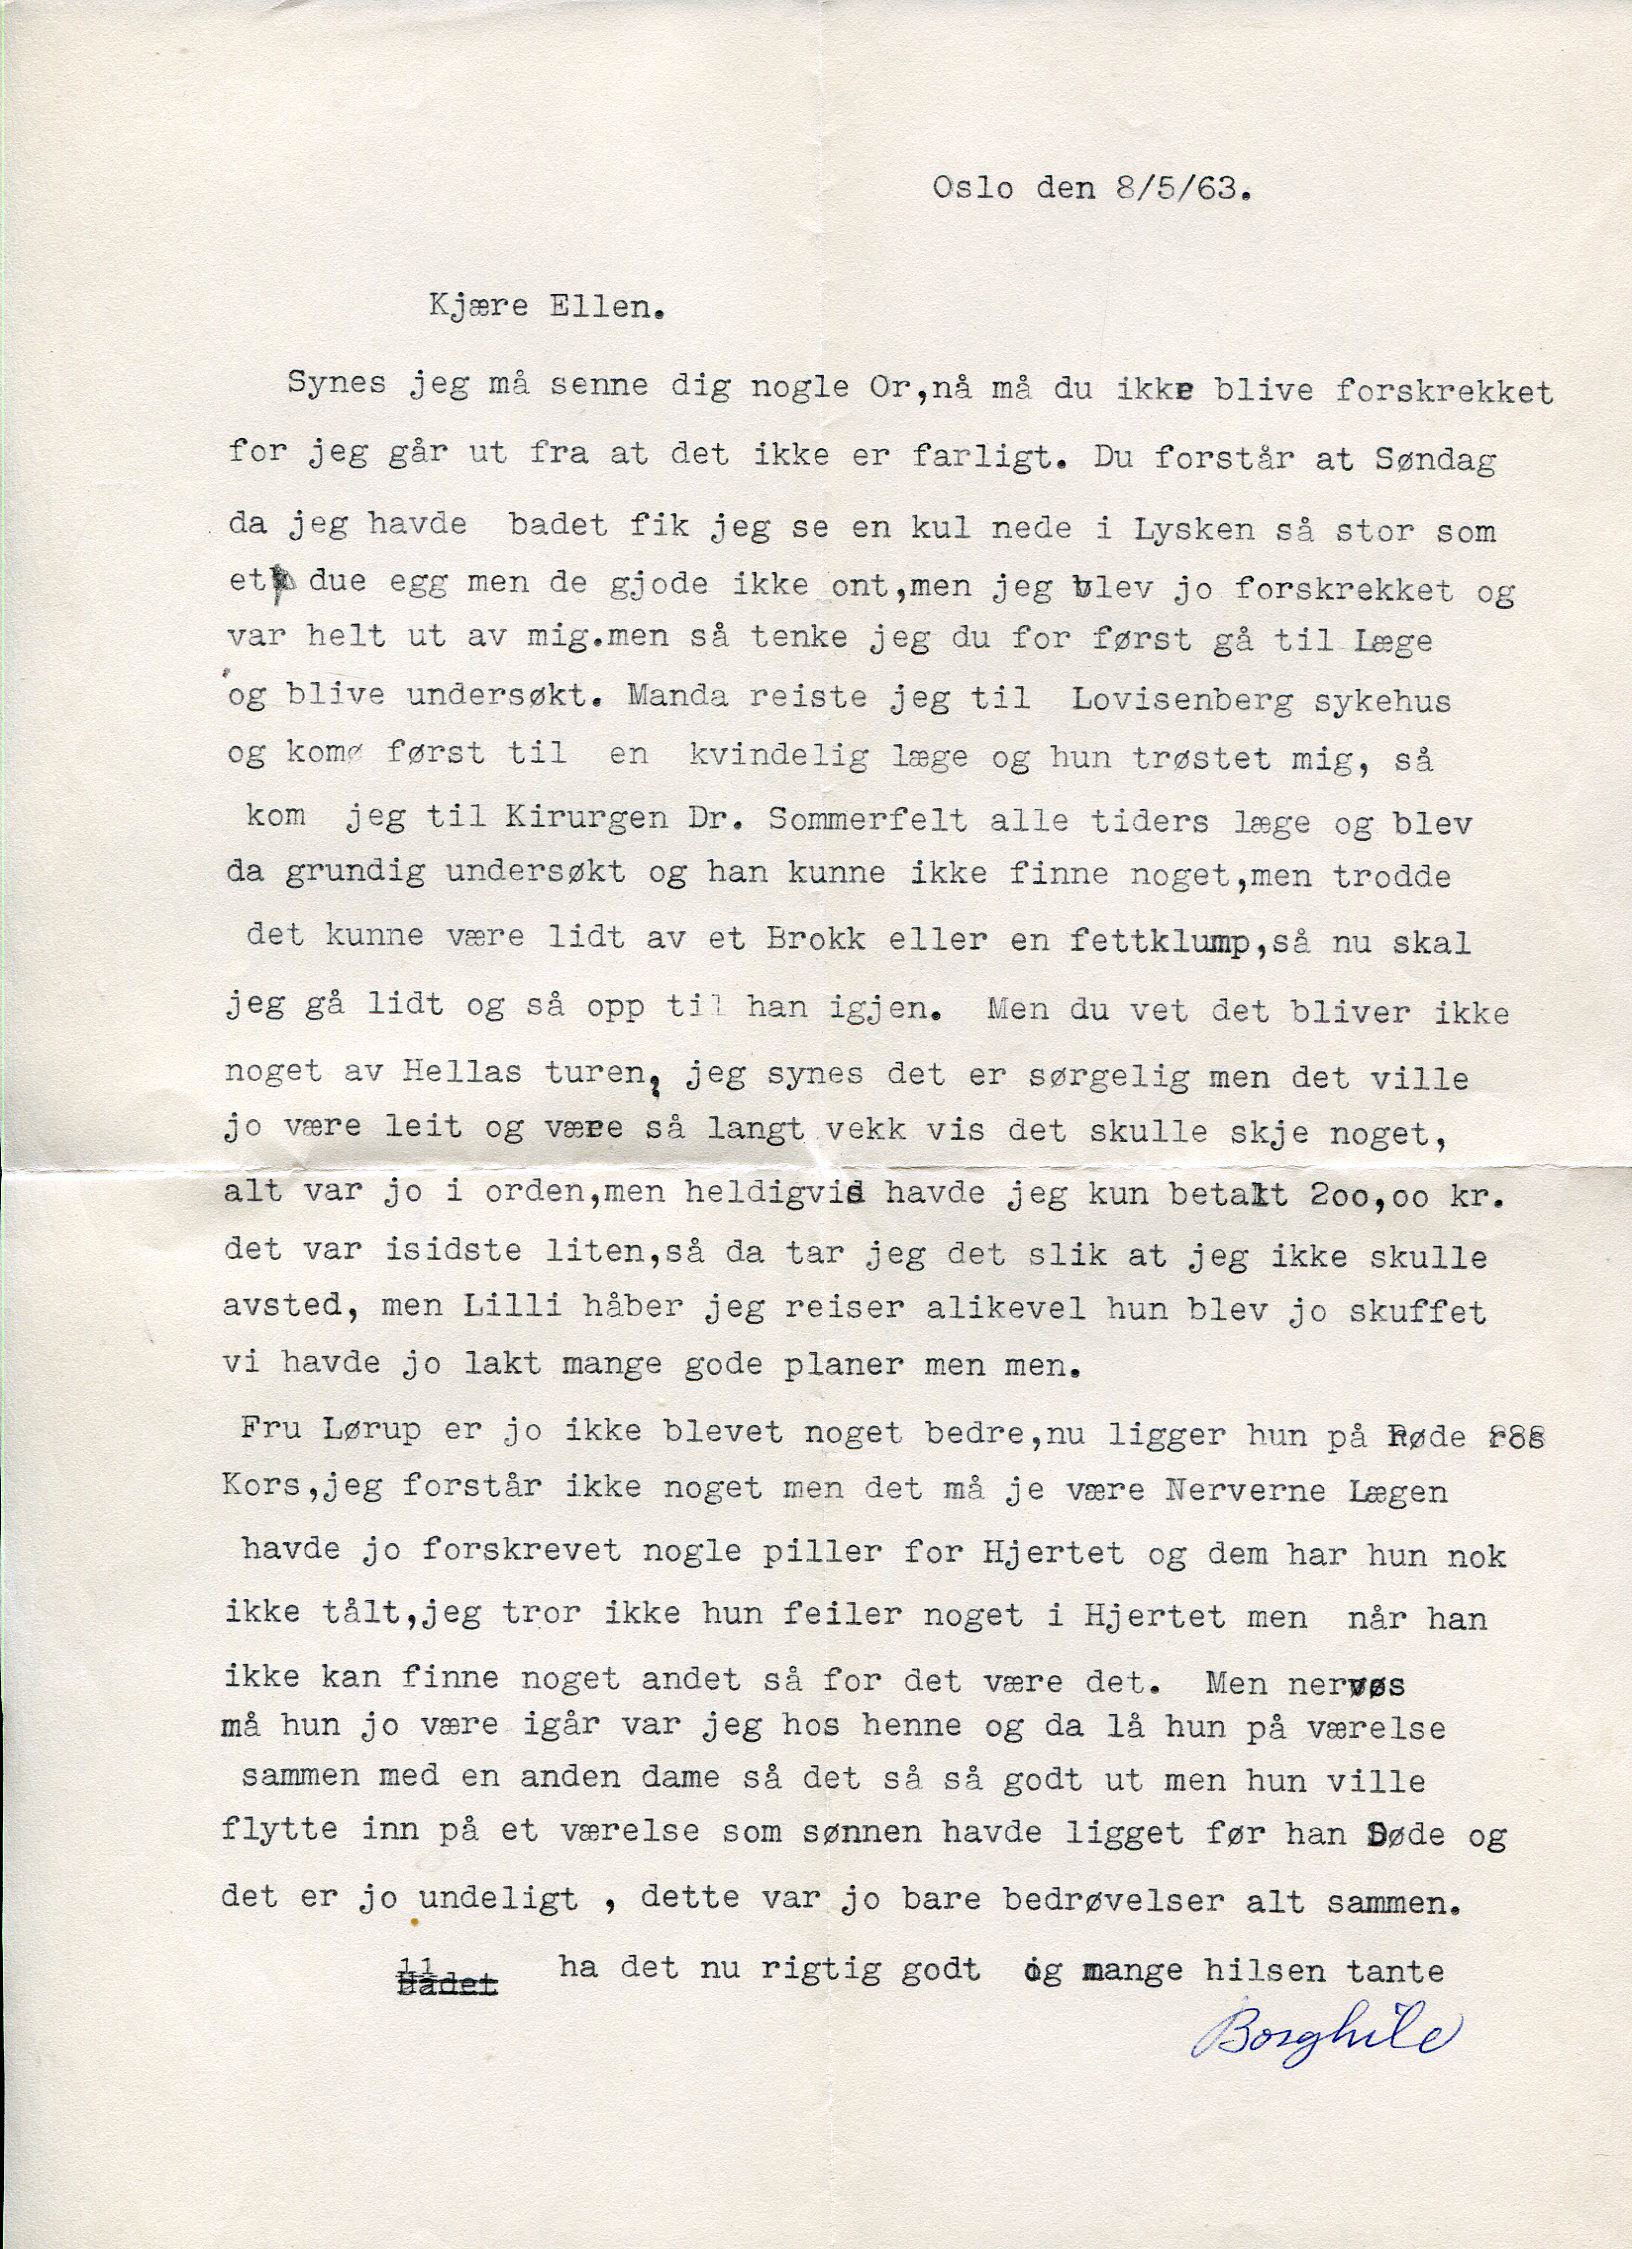 Oslo den 8/5/63.
Kjære Ellen.
Synes jeg må senne dig nogle Or,nå må du ikke blive forskrekket
for jeg går ut fra at det ikke er farligt. Du forstår at Søndag
da jeg havde badet fik jeg se en kul nede i Lysken så stor som
et due egg men de gjode ikke ont,men jeg blev jo forskrekket og
var helt ut av mig.men så tenke jeg du for først gå til Læge
og blive undersøkt. Manda reiste jeg til Lovisenberg sykehus
og kom først til en kvindelig læge og hun trøstet mig, så
kom jeg til Kirurgen Dr. Sommerfelt alle tiders læge og blev
da grundig undersøkt og han kunne ikke finne noget,men trodde
det kunne være lidt av et Brokk eller en fettklump,så nu skal
jeg gå lidt og så opp til han igjen. Men du vet det bliver ikke
noget av Hellas turen, jeg synes det er sørgelig men det ville
jo være leit og være så langt vekk vis det skulle skje noget,
alt var jo i orden,men heldigvis havde jeg kun betalt 2oo,oo kr.
det var isidste liten,så da tar jeg det slik at jeg ikke skulle
avsted, men Lilli håber jeg reiser alikevel hun blev jo skuffet
vi havde jo lakt mange gode planer men men.
Fru Lørup er jo ikke blevet noget bedre,nu ligger hun på Røde
Kors,jeg forstår ikke noget men det må je være Nerverne Lægen
havde jo forskrevet nogle piller for Hjertet og dem har hun nok
ikke tålt,jeg tror ikke hun feiler noget i Hjertet men når han
ikke kan finne noget andet så for det være det. Men nervøs
må hun jo være igår var jeg hos henne og da lå hun på værelse
sammen med en anden dame så det så så godt ut men hun ville
flytte inn på et værelse som sønnen havde ligget før han Døde og
det er jo undeligt , dette var jo bare bedrøvelser alt sammen.
Hadet ha det nu rigtig godt og mange hilsen tante
Borghile